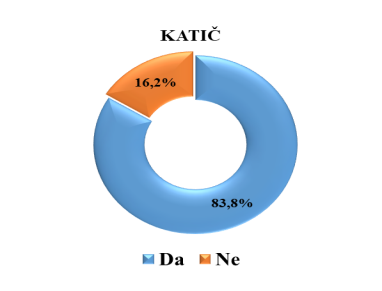 KATIČ
16,2%
83,8%
Da Ne